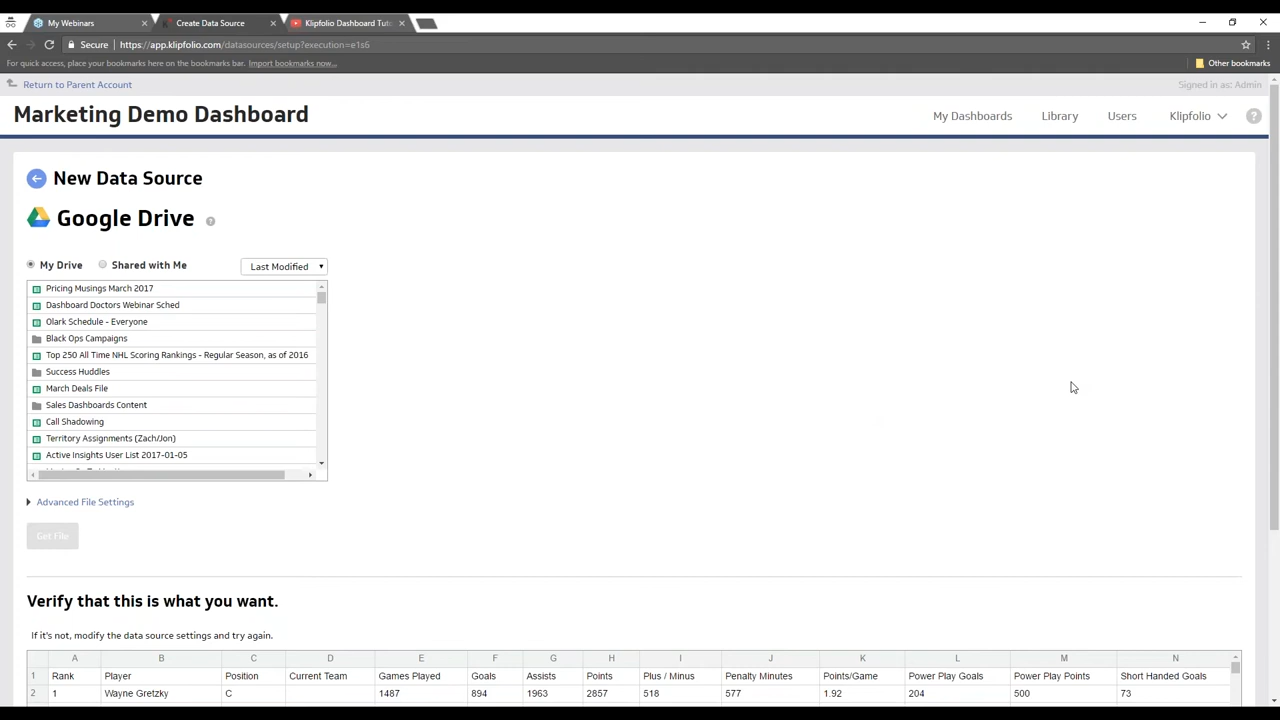 My Webinars
Create Data Source
Klipfolio Dashboard Tuto
Secure
https://app.klipfolio.com/datasources/setup?execution=e1s6
For quick access, place your bookmarks here on the bookmarks bar. Import bookmarks now...
Other bookmarks
Return to Parent Account
Signed in as: Admin
Marketing Demo Dashboard
My Dashboards
Library
Users
Klipfolio
?
New Data Source
Google Drive
?
My Drive
Shared with Me
Last Modified
Pricing Musings March 2017
Dashboard Doctors Webinar Sched
Olark Schedule - Everyone
Black Ops Campaigns
Top 250 All Time NHL Scoring Rankings - Regular Season, as of 2016
Success Huddles
March Deals File
Sales Dashboards Content
Call Shadowing
Territory Assignments (Zach/Jon)
Active Insights User List 2017-01-05
Advanced File Settings
Get File
Verify that this is what you want.
If it's not, modify the data source settings and try again.
A B C D E F G H I J K L M N
1 Rank Player Position Current Team Games Played Goals Assists Points Plus / Minus Penalty Minutes Points/Game Power Play Goals Power Play Points Short Handed Goals
2 1 Wayne Gretzky C 1487 894 1963 2857 518 577 1.92 204 500 73